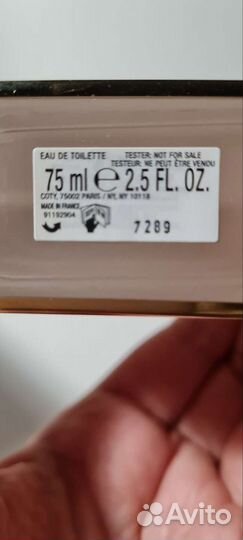 EAU DE TOILETTE TESTER: NOT FOR SALE
TESTEUR: NE PEUT ÊTRE VENDU
75 ml e 2.5 FL. OZ.
COTY, 75002 PARIS / NY, NY 10118
MADE IN FRANCE
91192904
7289
Avito